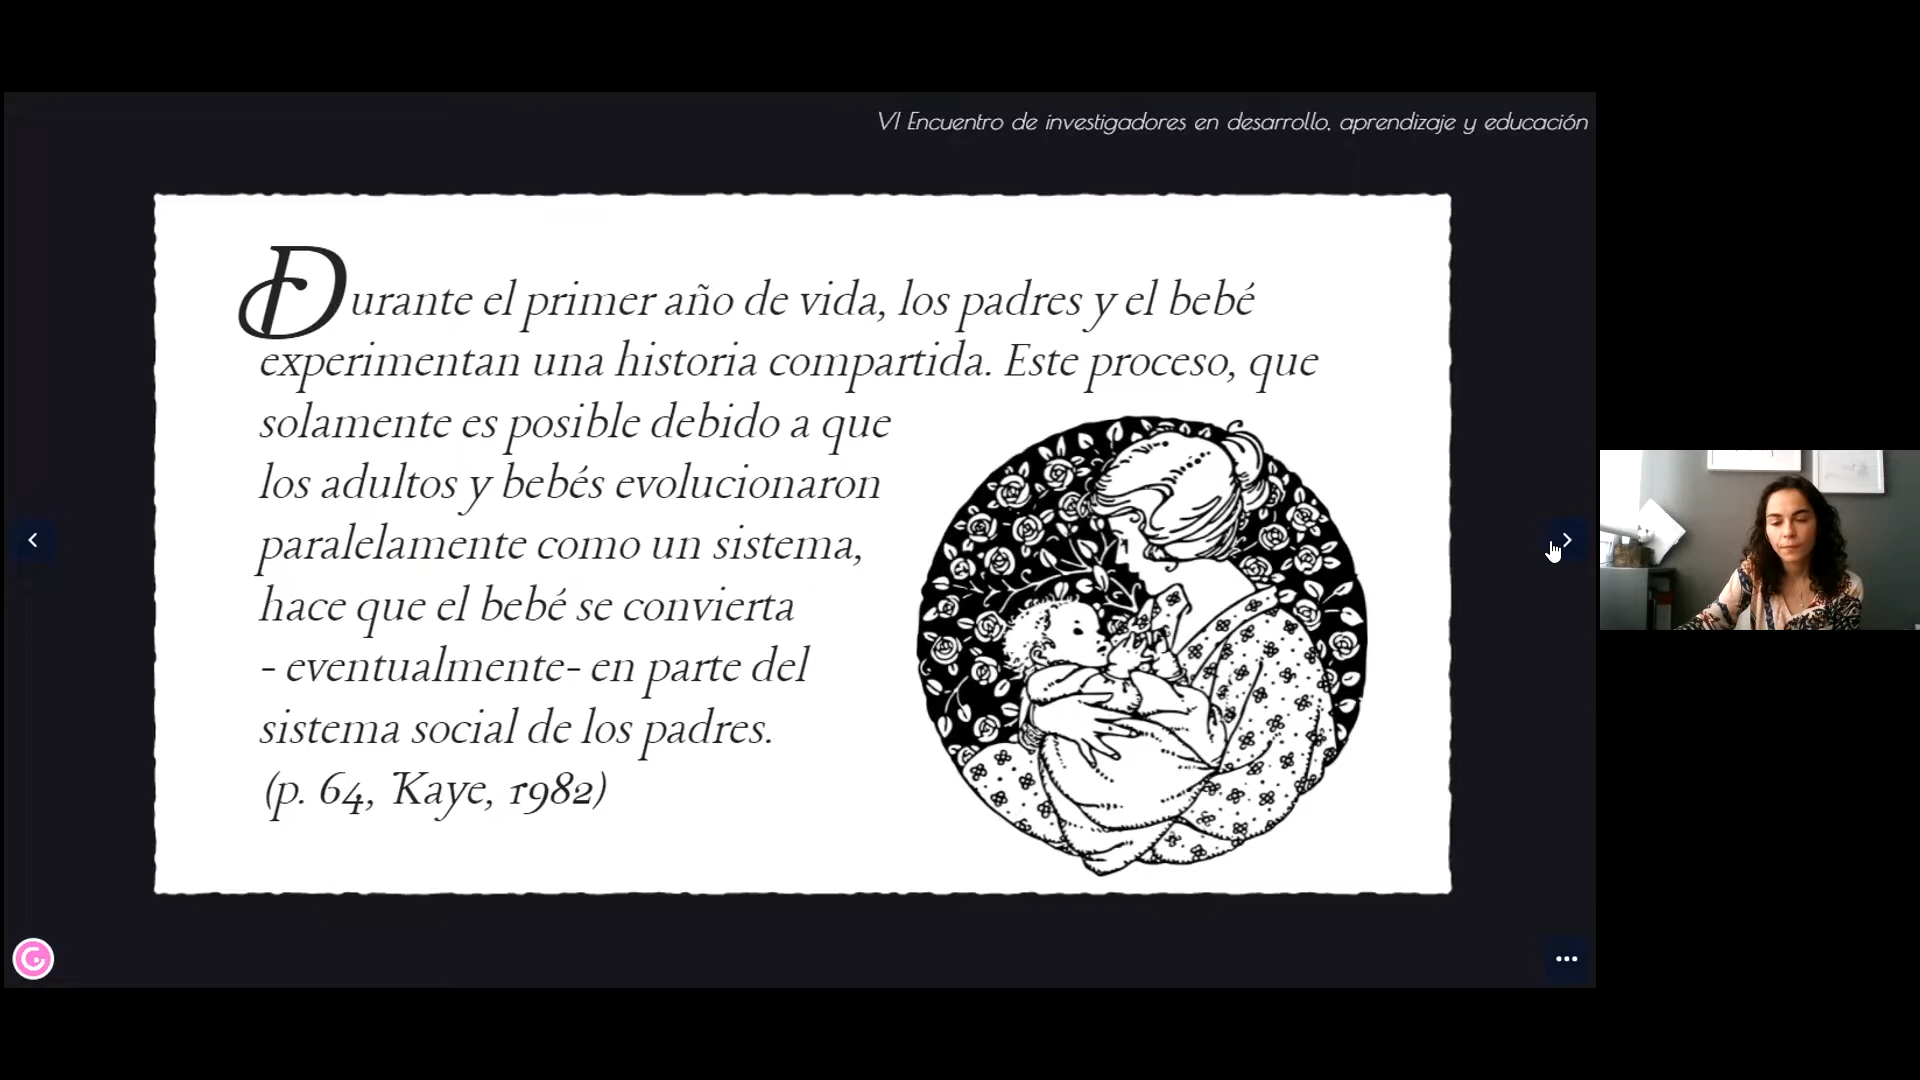 VI Encuentro de investigadores en desarrollo, aprendizaje y educación
Durante el primer año de vida, los padres y el bebé
experimentan una historia compartida. Este proceso, que
solamente es posible debido a que
los adultos y bebés evolucionaron
paralelamente como un sistema,
hace que el bebé se convierta
- eventualmente- en parte del
sistema social de los padres.
(p. 64, Kaye, 1982)